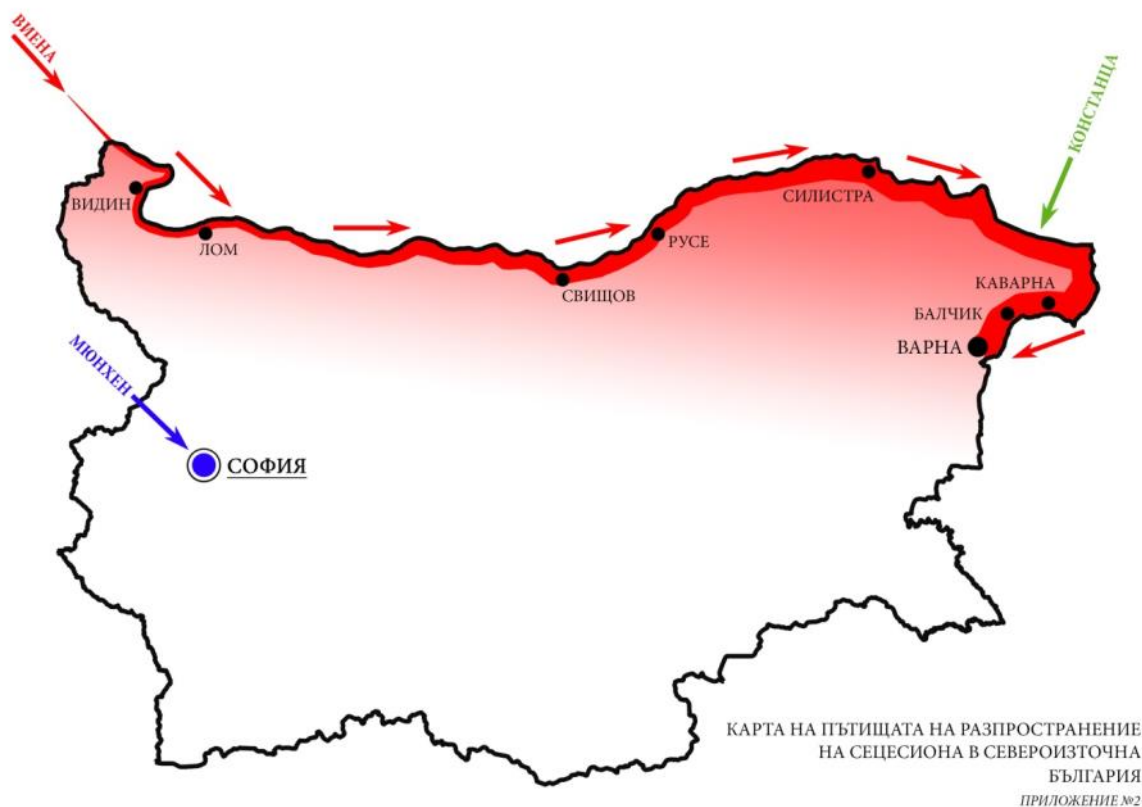 ВИЕНА
КОНСТАНЦА
ВИДИН
СИЛИСТРА
ЛОМ
РУСЕ
СВИЩОВ
КАВАРНА
БАЛЧИК
ВАРНА
МЮНХЕН
СОФИЯ
КАРТА НА ПЪТИЩАТА НА РАЗПРОСТРАНЕНИЕ
НА СЕЦЕСИОНА В СЕВЕРОИЗТОЧНА
БЪЛГАРИЯ
ПРИЛОЖЕНИЕ №2